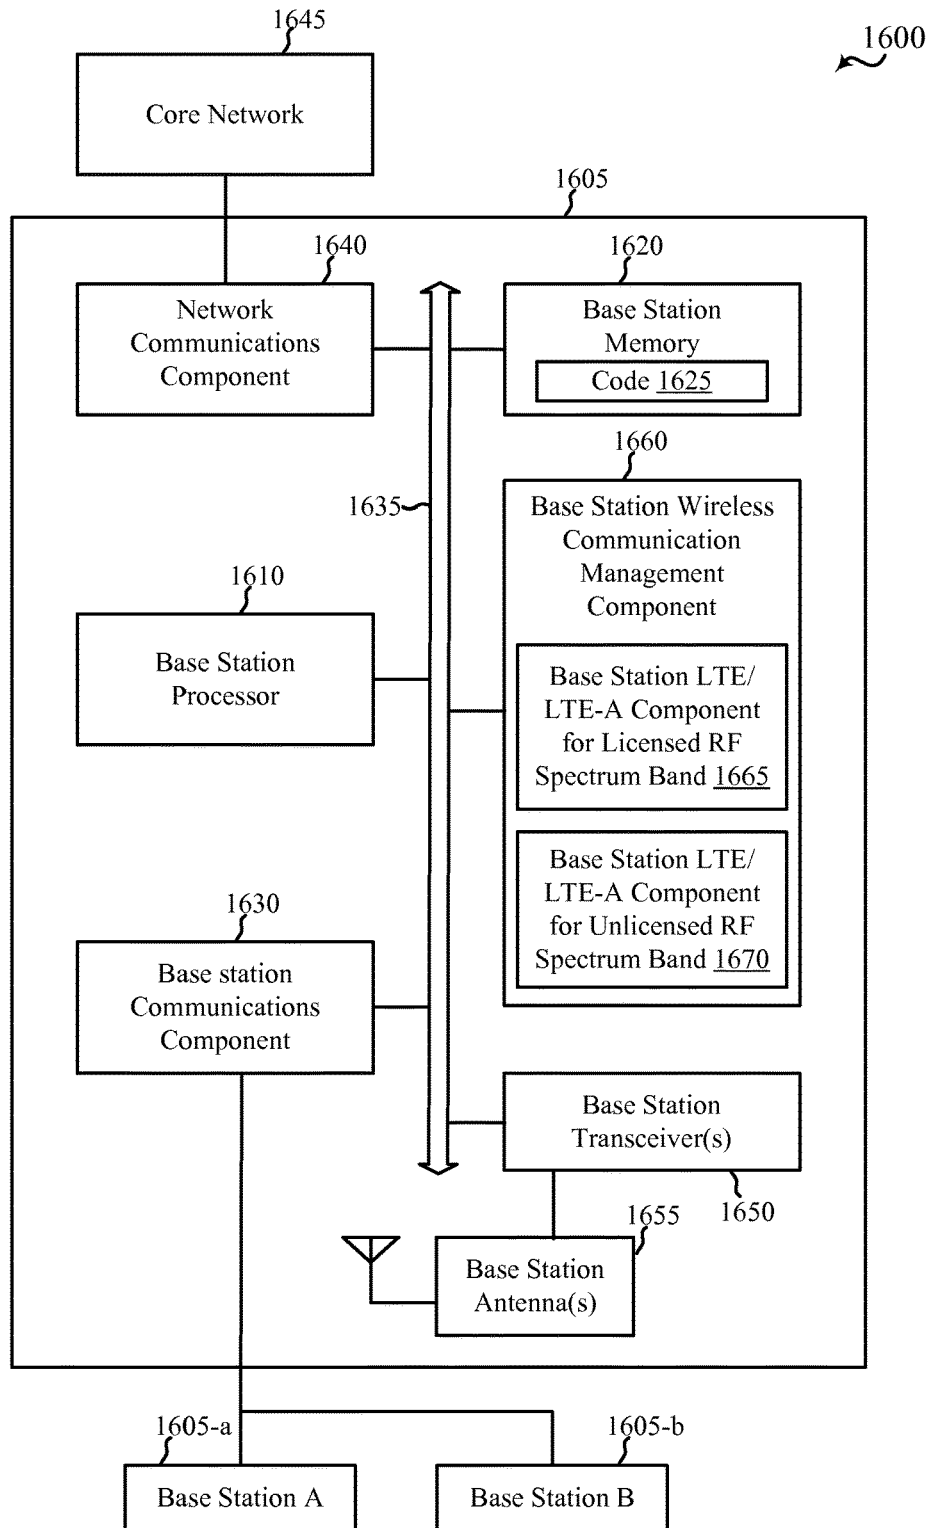 1645
1600
Core Network
1605
1640
1620
Network
Communications
Component
Base Station
Memory
Code 1625
1660
1635
Base Station Wireless
Communication
Management
Component
1610
Base Station
Processor
Base Station LTE/
LTE-A Component
for Licensed RF
Spectrum Band 1665
Base Station LTE/
LTE-A Component
for Unlicensed RF
Spectrum Band 1670
1630
Base station
Communications
Component
Base Station
Transceiver(s)
1650
1655
Base Station
Antenna(s)
1605-a
1605-b
Base Station A
Base Station B